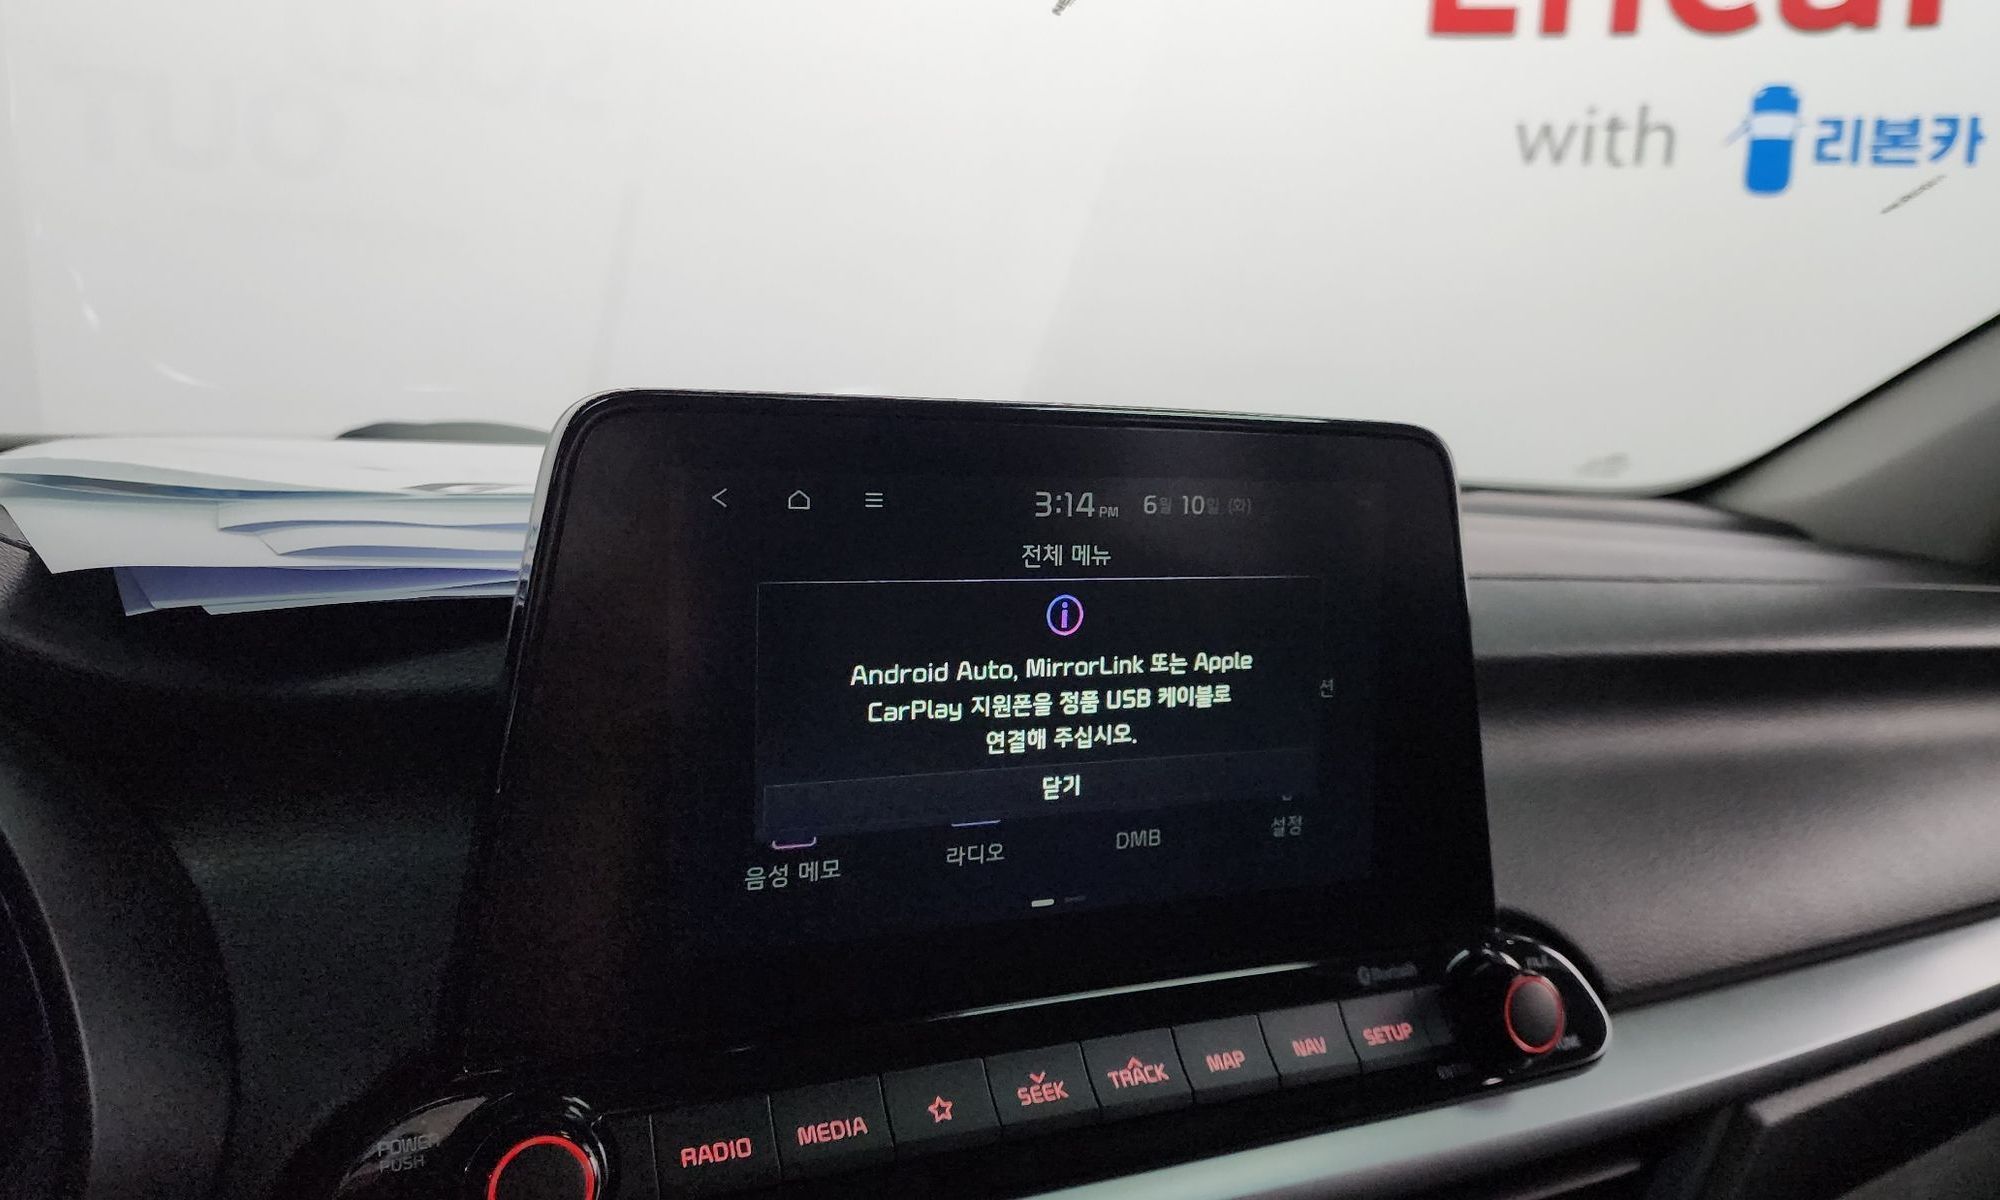 Encar
with 리본카
3:14 PM 6월 10일 (화)
전체 메뉴
Android Auto, MirrorLink 또는 Apple
CarPlay 지원폰을 정품 USB 케이블로
연결해 주십시오.
닫기
션
음성 메모
라디오
DMB
설정
Bluetooth
POWER
PUSH
RADIO
MEDIA
SEEK
TRACK
MAP
NAV
SETUP